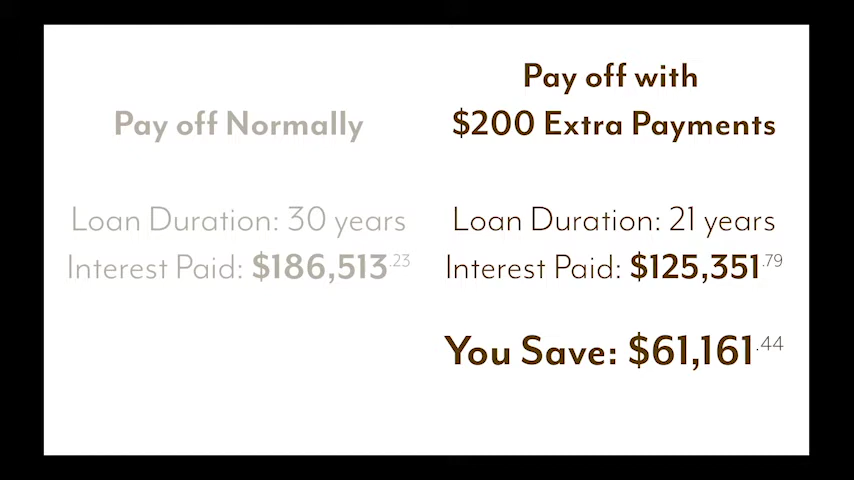 Pay off Normally
Loan Duration: 30 years
Interest Paid: $186,513.23
Pay off with
$200 Extra Payments
Loan Duration: 21 years
Interest Paid: $125,351.79
You Save: $61,161.44